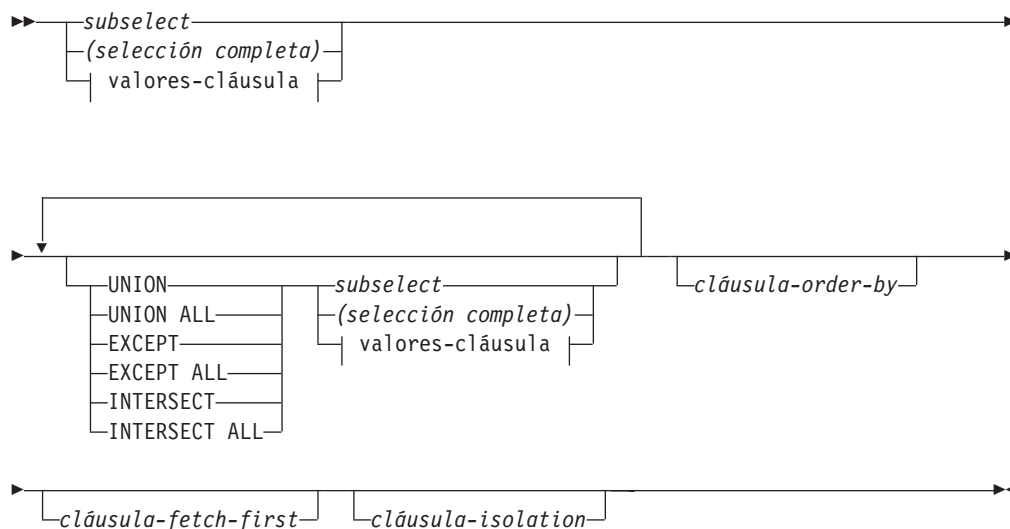 subselect
(selección completa)
valores-cláusula
UNION subselect cláusula-order-by
UNION ALL (selección completa)
EXCEPT valores-cláusula
EXCEPT ALL
INTERSECT
INTERSECT ALL
cláusula-fetch-first cláusula-isolation